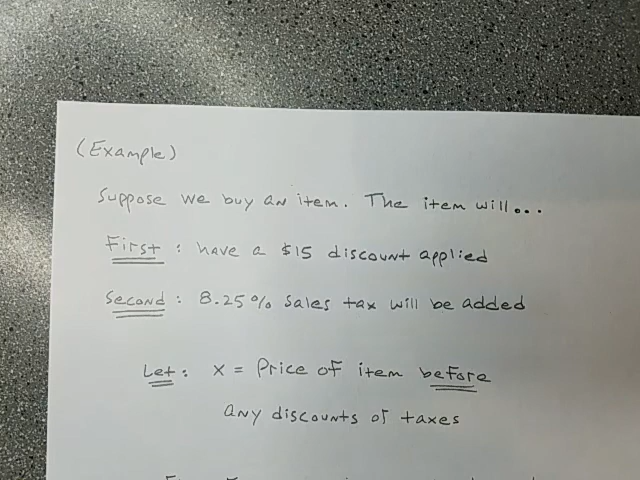 (Example)
Suppose we buy an item. The item will...
First: have a $15 discount applied
Second: 8.25% sales tax will be added
Let: x = Price of item before
any discounts or taxes